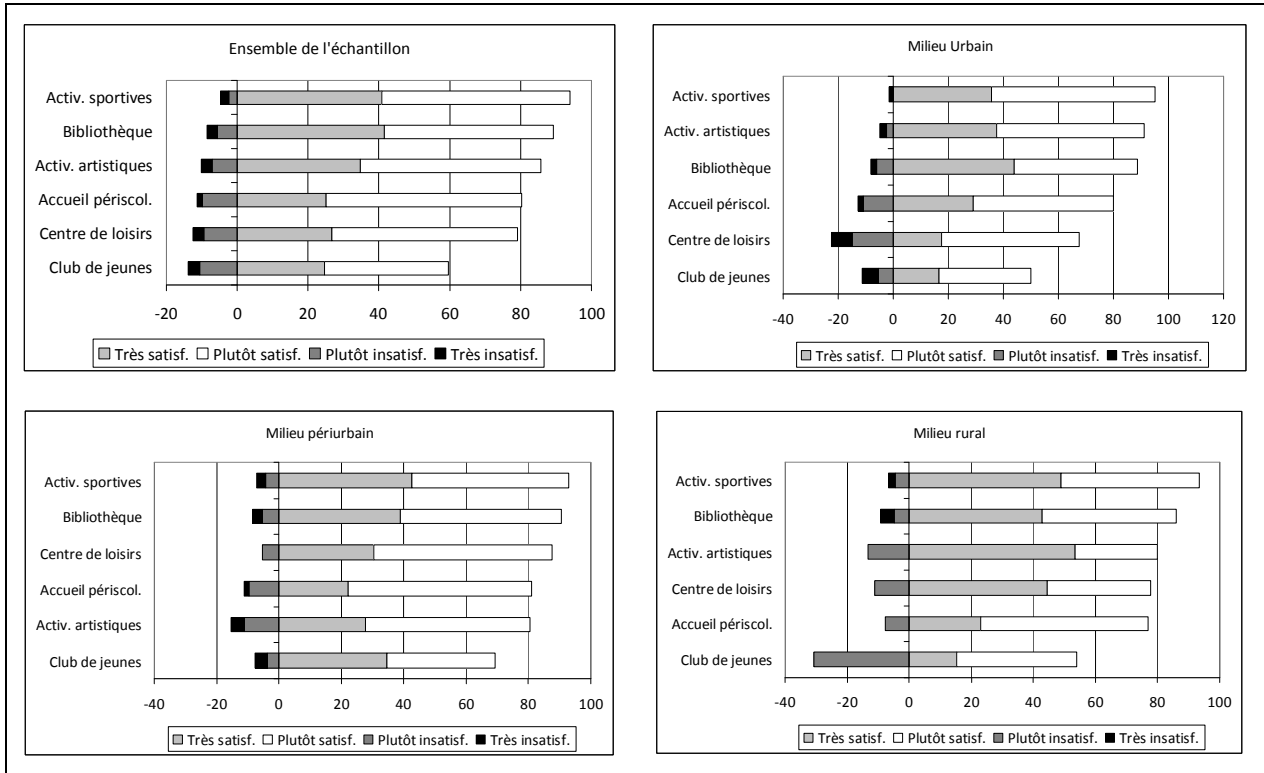 Ensemble de l'échantillon
Activ. sportives
Bibliothèque
Activ. artistiques
Accueil périscol.
Centre de loisirs
Club de jeunes
-20 0 20 40 60 80 100
Très satisf. Plutôt satisf. Plutôt insatisf. Très insatisf.
Milieu Urbain
Activ. sportives
Activ. artistiques
Bibliothèque
Accueil périscol.
Centre de loisirs
Club de jeunes
-40 -20 0 20 40 60 80 100 120
Très satisf. Plutôt satisf. Plutôt insatisf. Très insatisf.
Milieu périurbain
Activ. sportives
Bibliothèque
Centre de loisirs
Accueil périscol.
Activ. artistiques
Club de jeunes
-40 -20 0 20 40 60 80 100
Très satisf. Plutôt satisf. Plutôt insatisf. Très insatisf.
Milieu rural
Activ. sportives
Bibliothèque
Activ. artistiques
Centre de loisirs
Accueil périscol.
Club de jeunes
-40 -20 0 20 40 60 80 100
Très satisf. Plutôt satisf. Plutôt insatisf. Très insatisf.